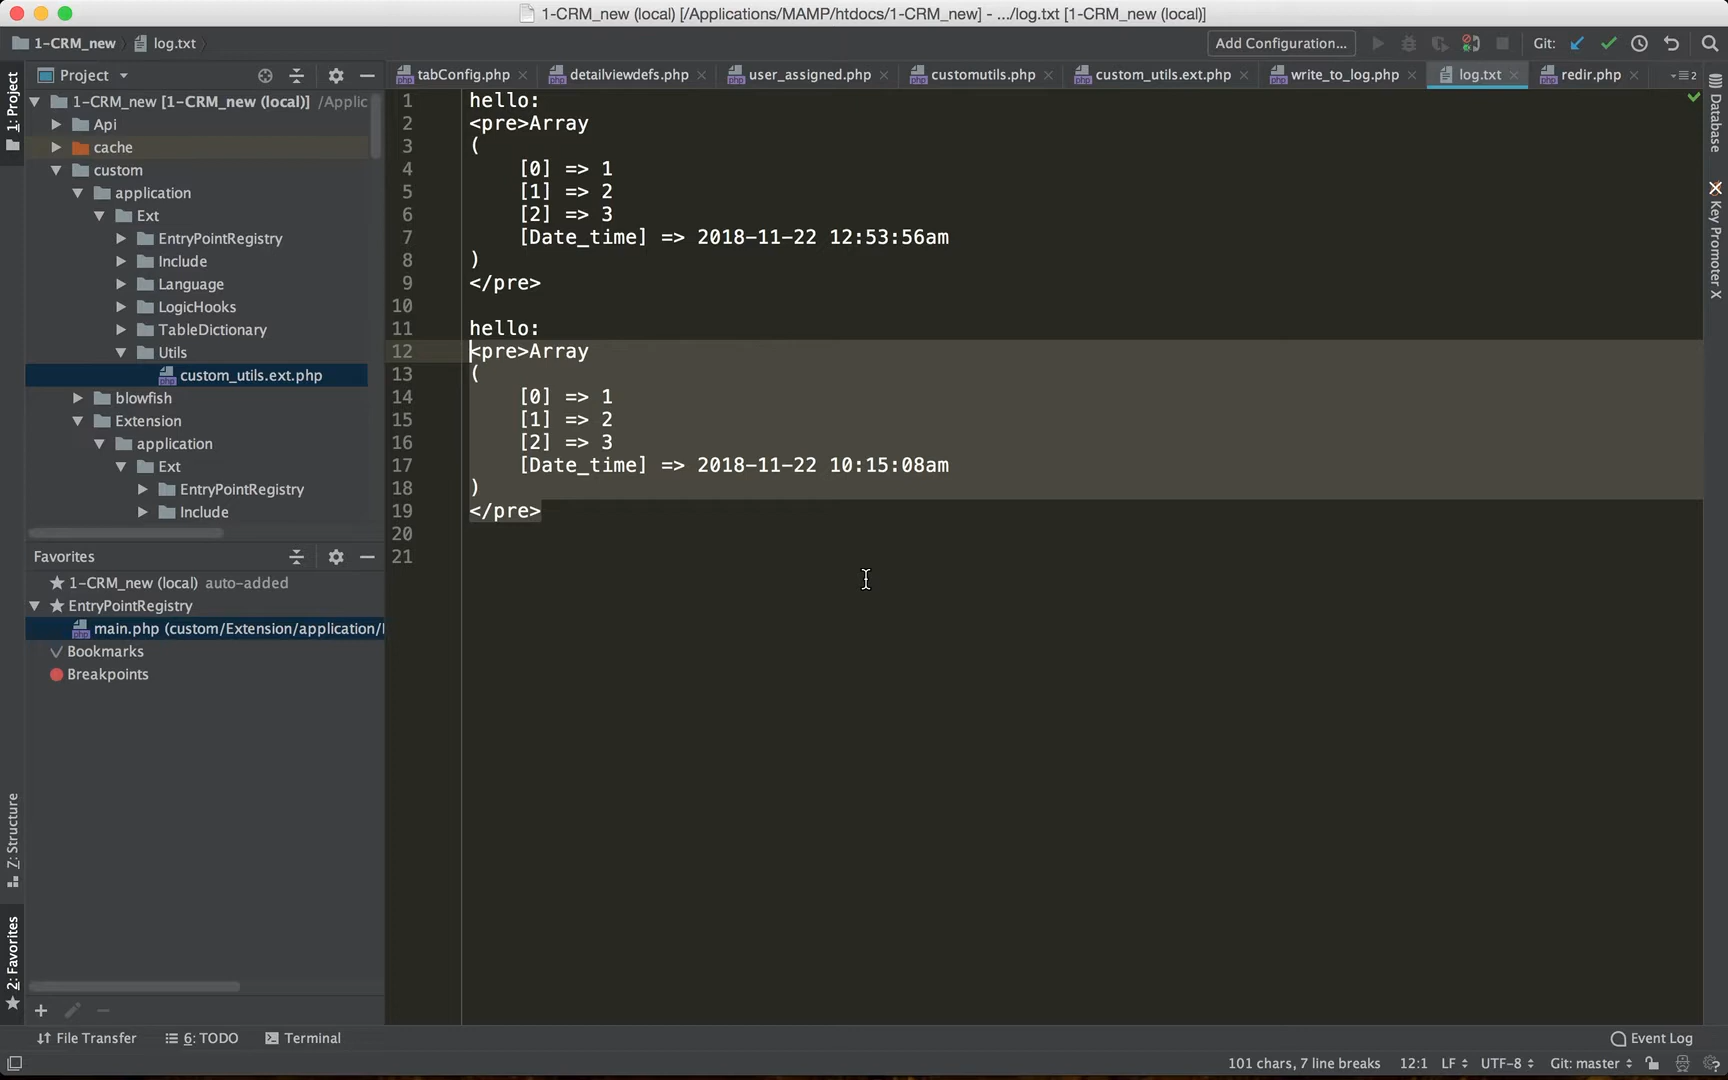 1-CRM_new (local) [/Applications/MAMP/htdocs/1-CRM_new] - .../log.txt [1-CRM_new (local)]
1-CRM_new
log.txt
Add Configuration...
Git:
1: Project
Project
tabConfig.php
detailviewdefs.php
user_assigned.php
customutils.php
custom_utils.ext.php
write_to_log.php
log.txt
redir.php
2
1-CRM_new [1-CRM_new (local)] /Applic
Api
cache
custom
application
Ext
EntryPointRegistry
Include
Language
LogicHooks
TableDictionary
Utils
custom_utils.ext.php
blowfish
Extension
application
Ext
EntryPointRegistry
Include
Favorites
1-CRM_new (local) auto-added
EntryPointRegistry
main.php (custom/Extension/application/
Bookmarks
Breakpoints
Z: Structure
2: Favorites
1 hello:
2 <pre>Array
3 (
4 [0] => 1
5 [1] => 2
6 [2] => 3
7 [Date_time] => 2018-11-22 12:53:56am
8 )
9 </pre>
10
11 hello:
12 <pre>Array
13 (
14 [0] => 1
15 [1] => 2
16 [2] => 3
17 [Date_time] => 2018-11-22 10:15:08am
18 )
19 </pre>
20
21
Database
Key Promoter X
File Transfer
6: TODO
Terminal
Event Log
101 chars, 7 line breaks
12:1
LF
UTF-8
Git: master